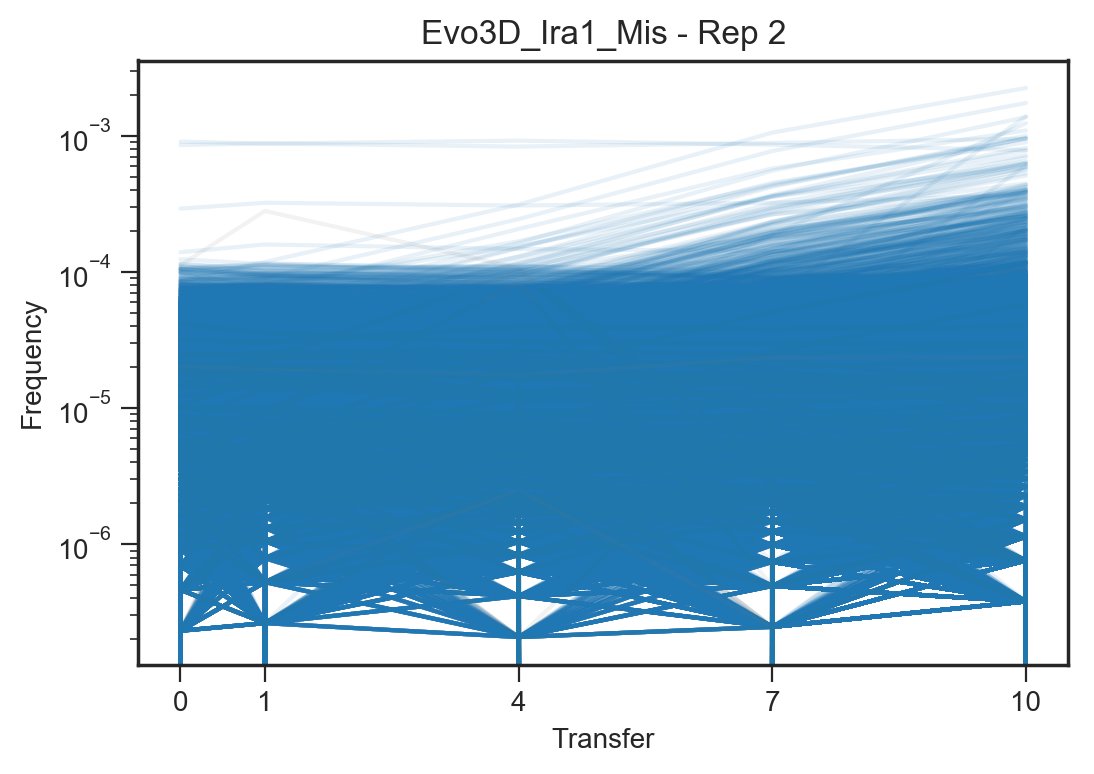 Evo3D_Ira1_Mis - Rep 2
Frequency
10⁻³
10⁻⁴
10⁻⁵
10⁻⁶
0 1 4 7 10
Transfer